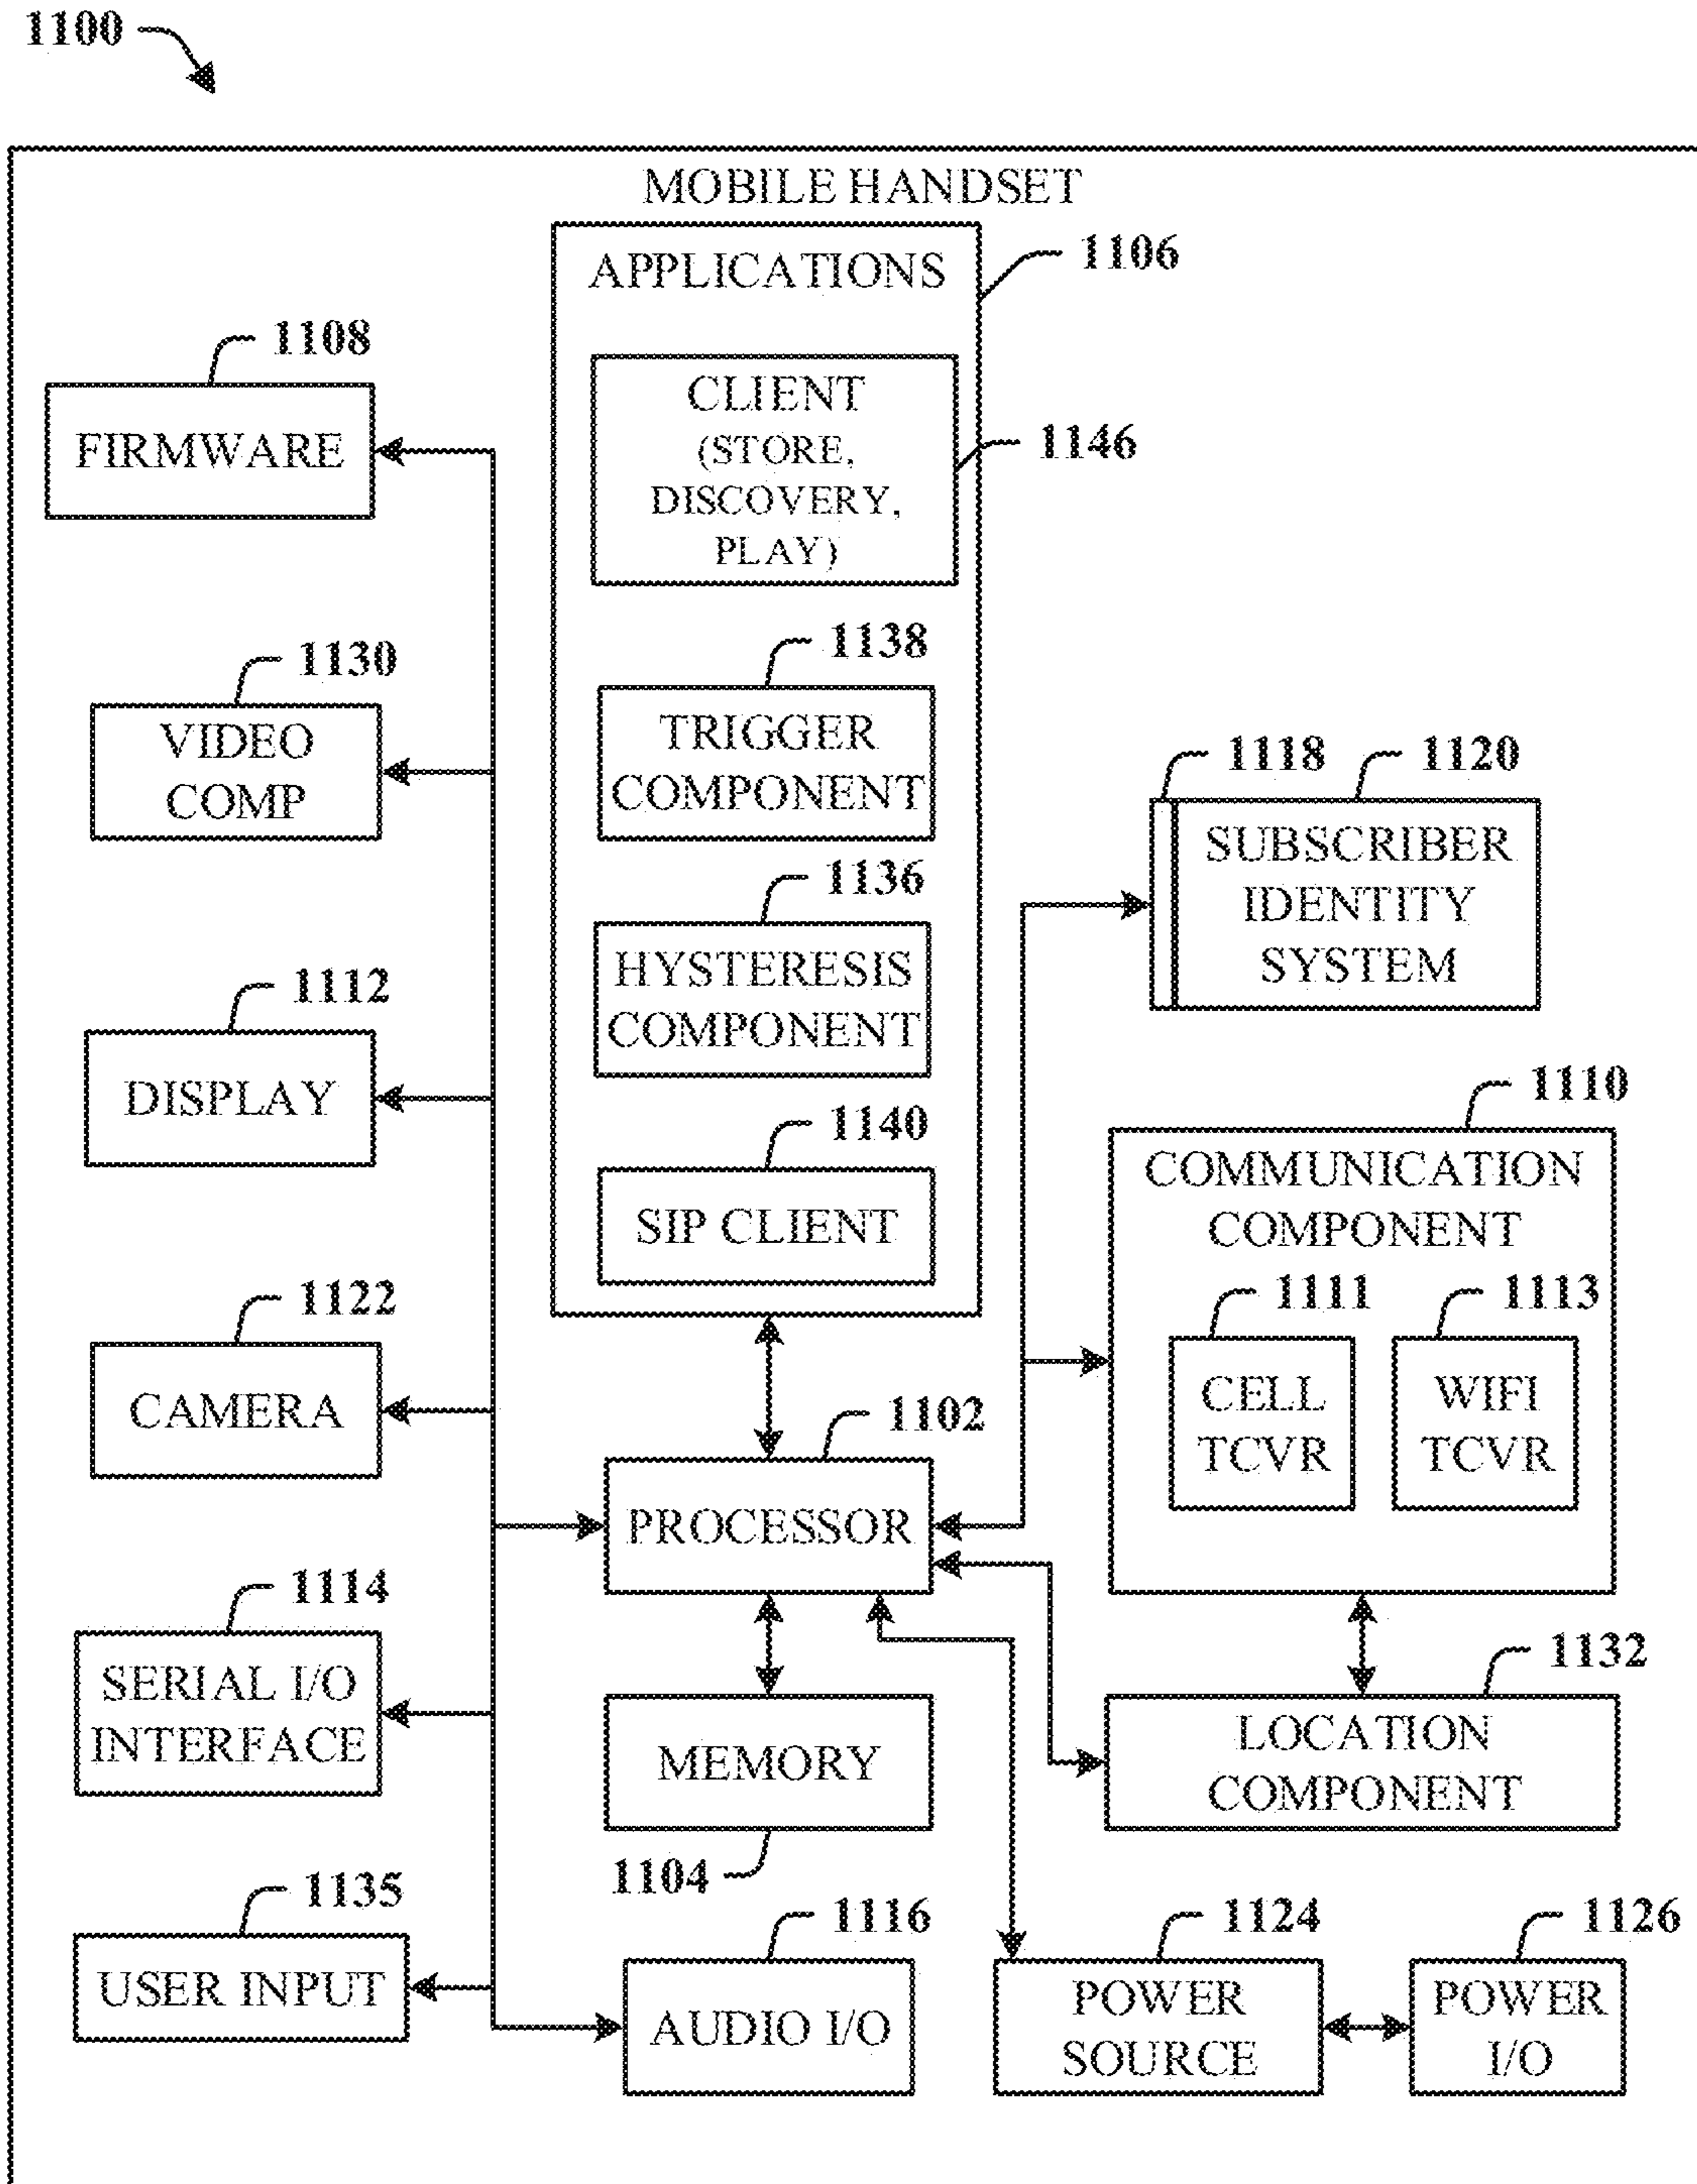 1100
MOBILE HANDSET
APPLICATIONS
1106
CLIENT
(STORE,
DISCOVERY,
PLAY)
1146
1138
TRIGGER
COMPONENT
1136
HYSTERESIS
COMPONENT
1140
SIP CLIENT
1108
FIRMWARE
1130
VIDEO
COMP
1112
DISPLAY
1122
CAMERA
1114
SERIAL I/O
INTERFACE
1135
USER INPUT
1102
PROCESSOR
MEMORY
1104
1116
AUDIO I/O
1118
1120
SUBSCRIBER
IDENTITY
SYSTEM
1110
COMMUNICATION
COMPONENT
1111
CELL
TCVR
1113
WIFI
TCVR
1132
LOCATION
COMPONENT
1124
POWER
SOURCE
1126
POWER
I/O